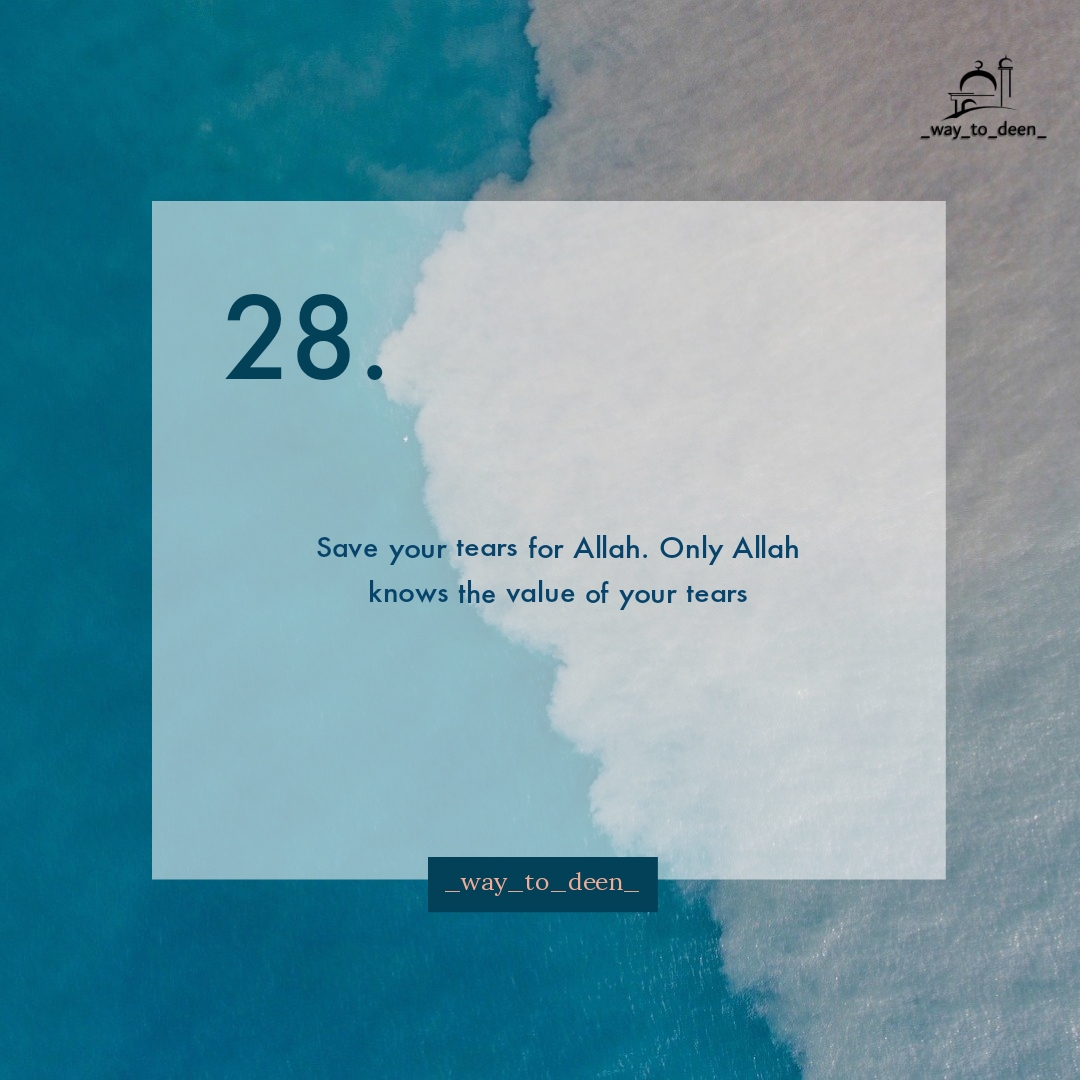 _way_to_deen_
28.
Save your tears for Allah. Only Allah
knows the value of your tears
_way_to_deen_